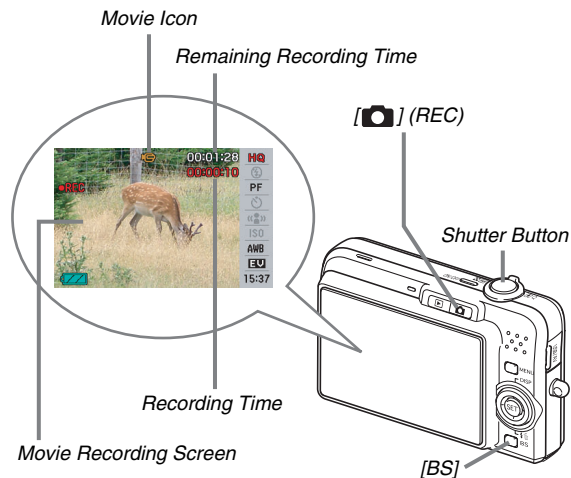 Movie Icon
Remaining Recording Time
[ ] (REC)
00:01:28 HQ
00:00:10
●REC
PF
ISO
AWB
EV
15:37
Shutter Button
MENU
DISP
SET
BS
Recording Time
Movie Recording Screen
[BS]